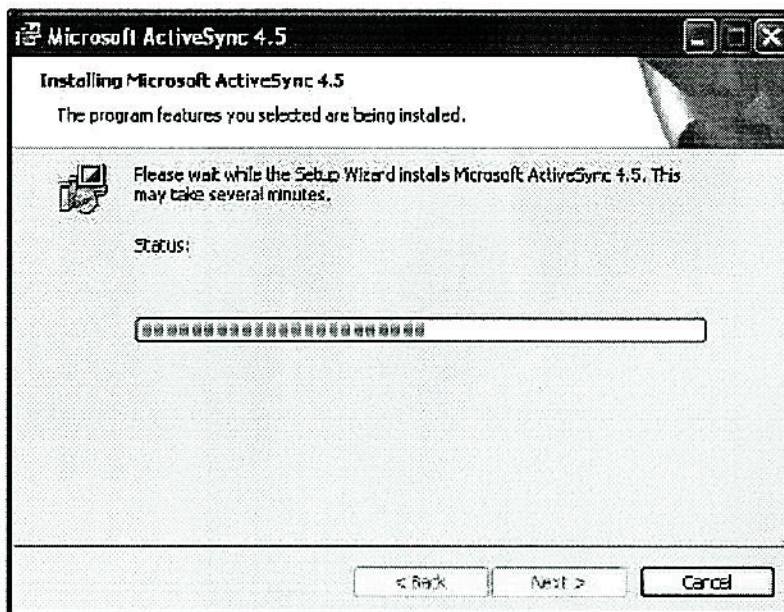 Microsoft ActiveSync 4.5
Installing Microsoft ActiveSync 4.5
The program features you selected are being installed.
Please wait while the Setup Wizard installs Microsoft ActiveSync 4.5. This
may take several minutes.
Status:
< Back
Next >
Cancel